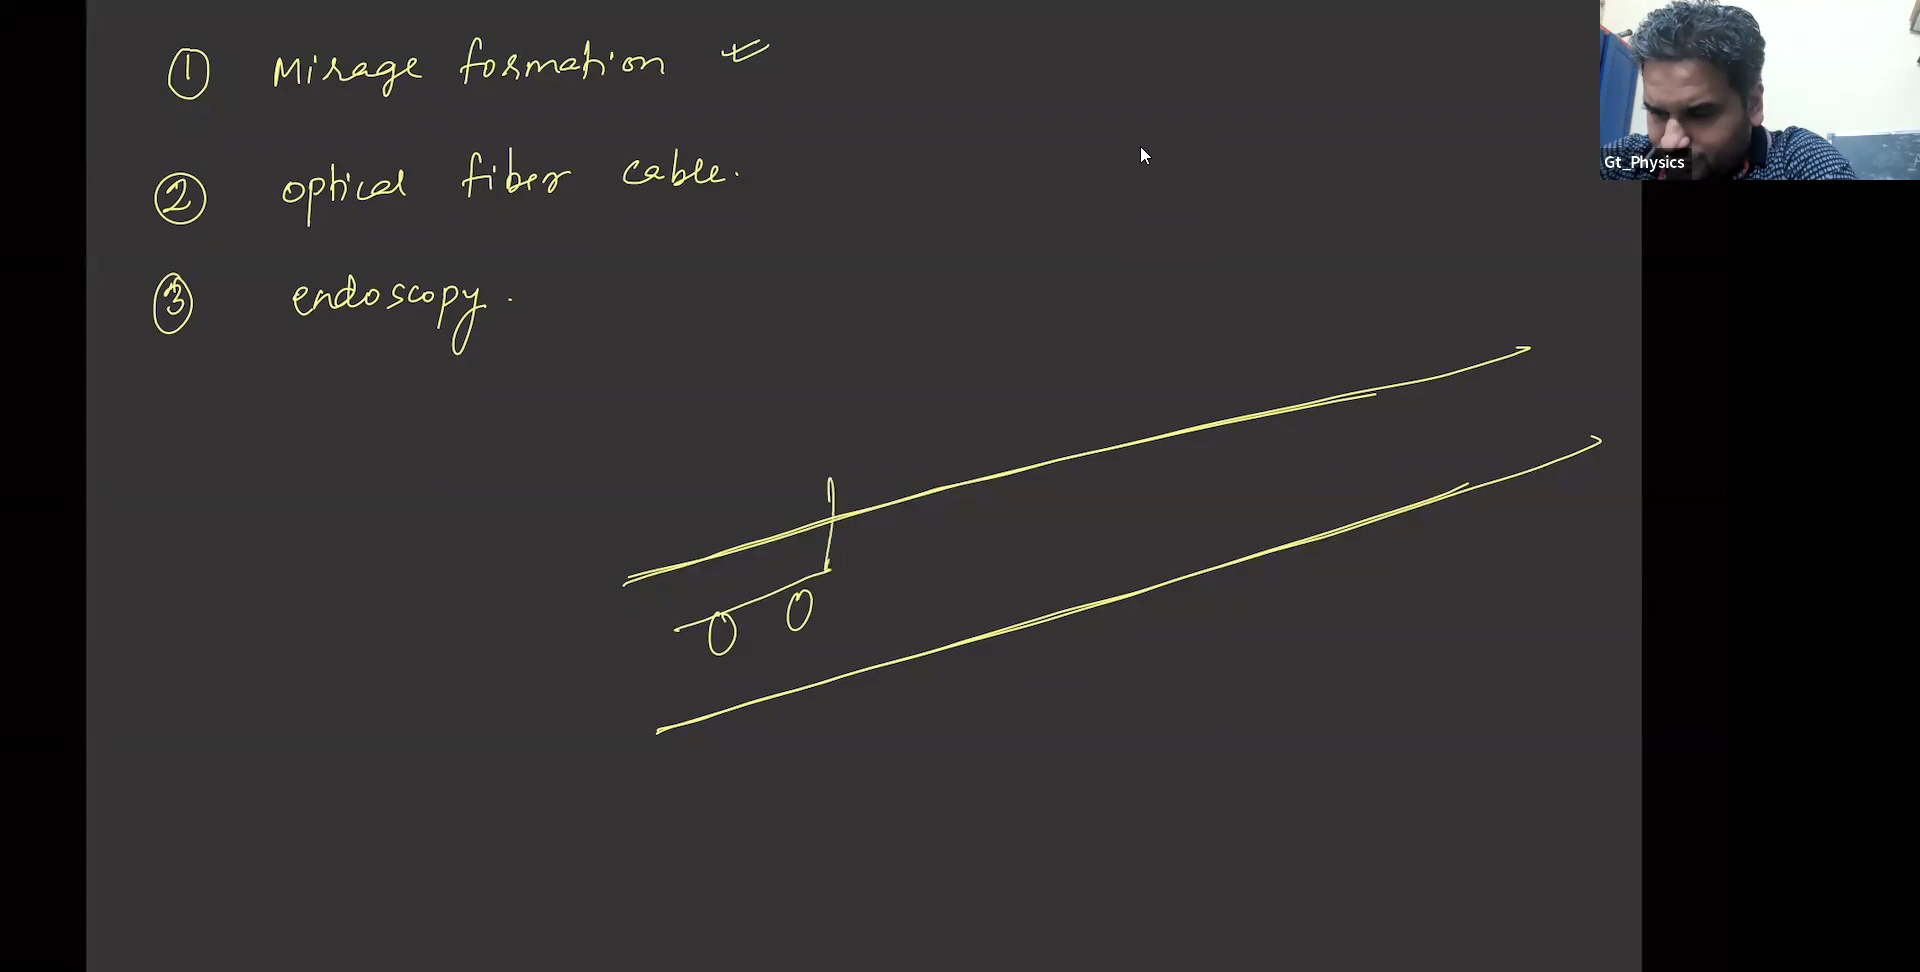 ① Mirage formation
② optical fiber cable.
③ endoscopy.
Gt_Physics